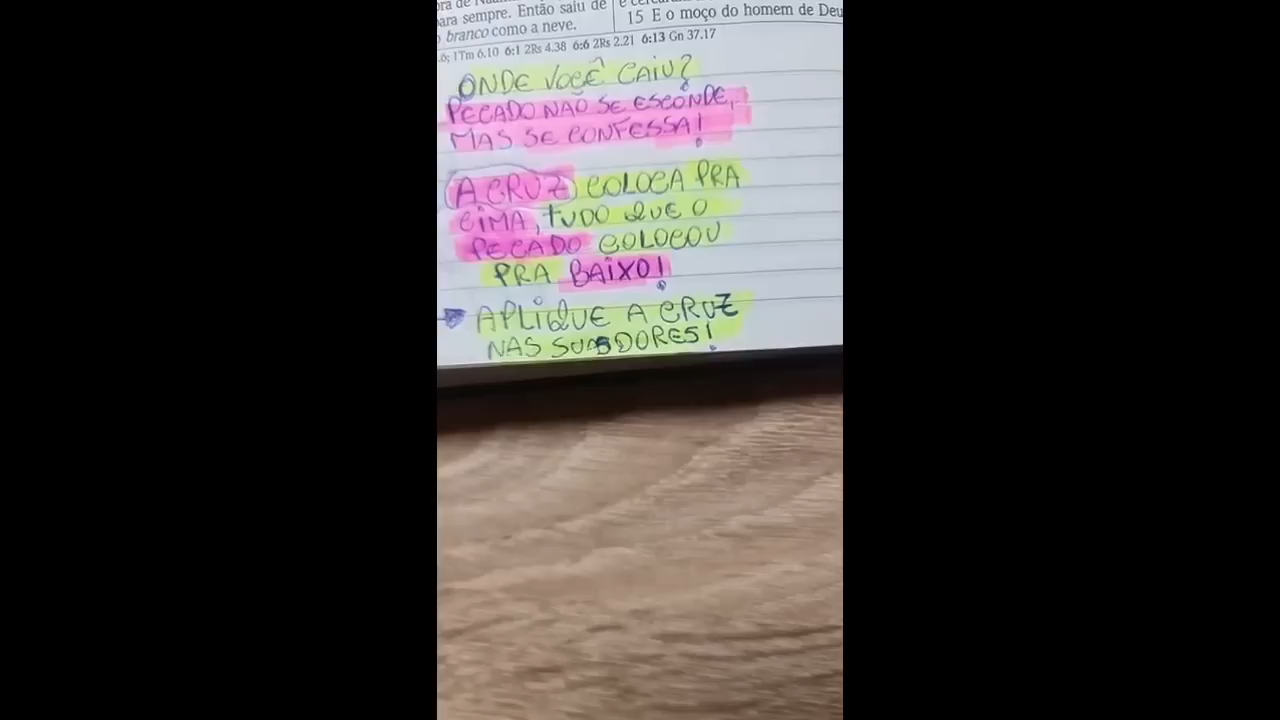 ara sempre. Então saiu de
branco como a neve.
15 E o moço do homem de Deu
6; 1Tm 6.10 6:1 2Rs 4.38 6:6 2Rs 2.21 6:13 Gn 37.17
ONDE VOCÊ CAIU?
PECADO NÃO SE ESCONDE,
MAS SE CONFESSA!
A CRUZ COLOCA PRA
CIMA, TUDO QUE O
PECADO COLOCOU
PRA BAIXO!
APLIQUE A CRUZ
NAS SUAS DORES!